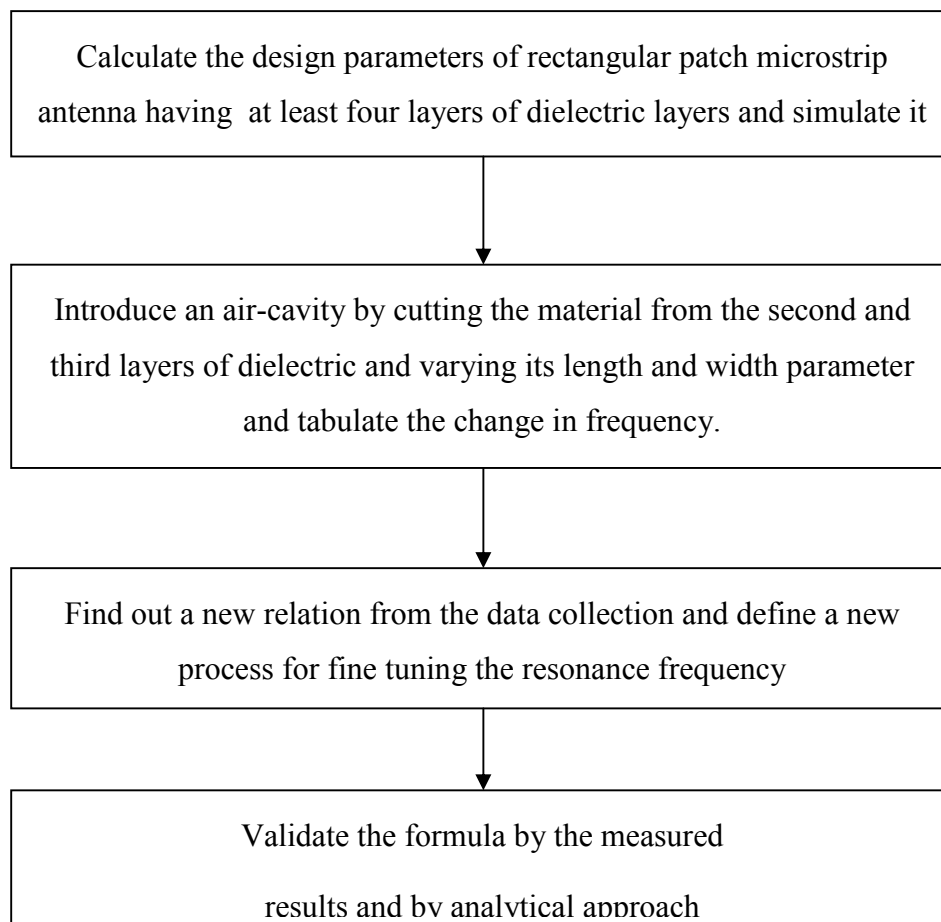 Calculate the design parameters of rectangular patch microstrip
antenna having  at least four layers of dielectric layers and simulate it
Introduce an air-cavity by cutting the material from the second and
third layers of dielectric and varying its length and width parameter
and tabulate the change in frequency.
Find out a new relation from the data collection and define a new
process for fine tuning the resonance frequency
Validate the formula by the measured
results and by analytical approach